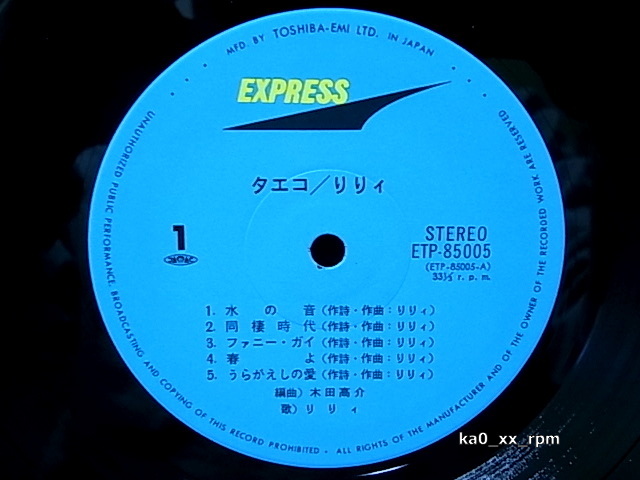 MFD. BY TOSHIBA-EMI LTD. IN JAPAN
EXPRESS
タエコ／りりィ
1
STEREO
ETP-85005
(ETP-85005-A)
33⅓ r. p. m.
1. 水の音(作詩・作曲:りりィ)
2. 同棲時代(作詩・作曲:りりィ)
3. ファニー・ガイ(作詩・作曲:りりィ)
4. 春よ(作詩・作曲:りりィ)
5. うらがえしの愛(作詩・作曲:りりィ)
編曲) 木田高介
歌) りりィ
UNAUTHORIZED PUBLIC PERFORMANCE, BROADCASTING AND COPYING OF THIS RECORD PROHIBITED • ALL RIGHTS OF THE MANUFACTURER AND OF THE OWNER OF THE RECORDED WORK ARE RESERVED
ka0_xx_rpm